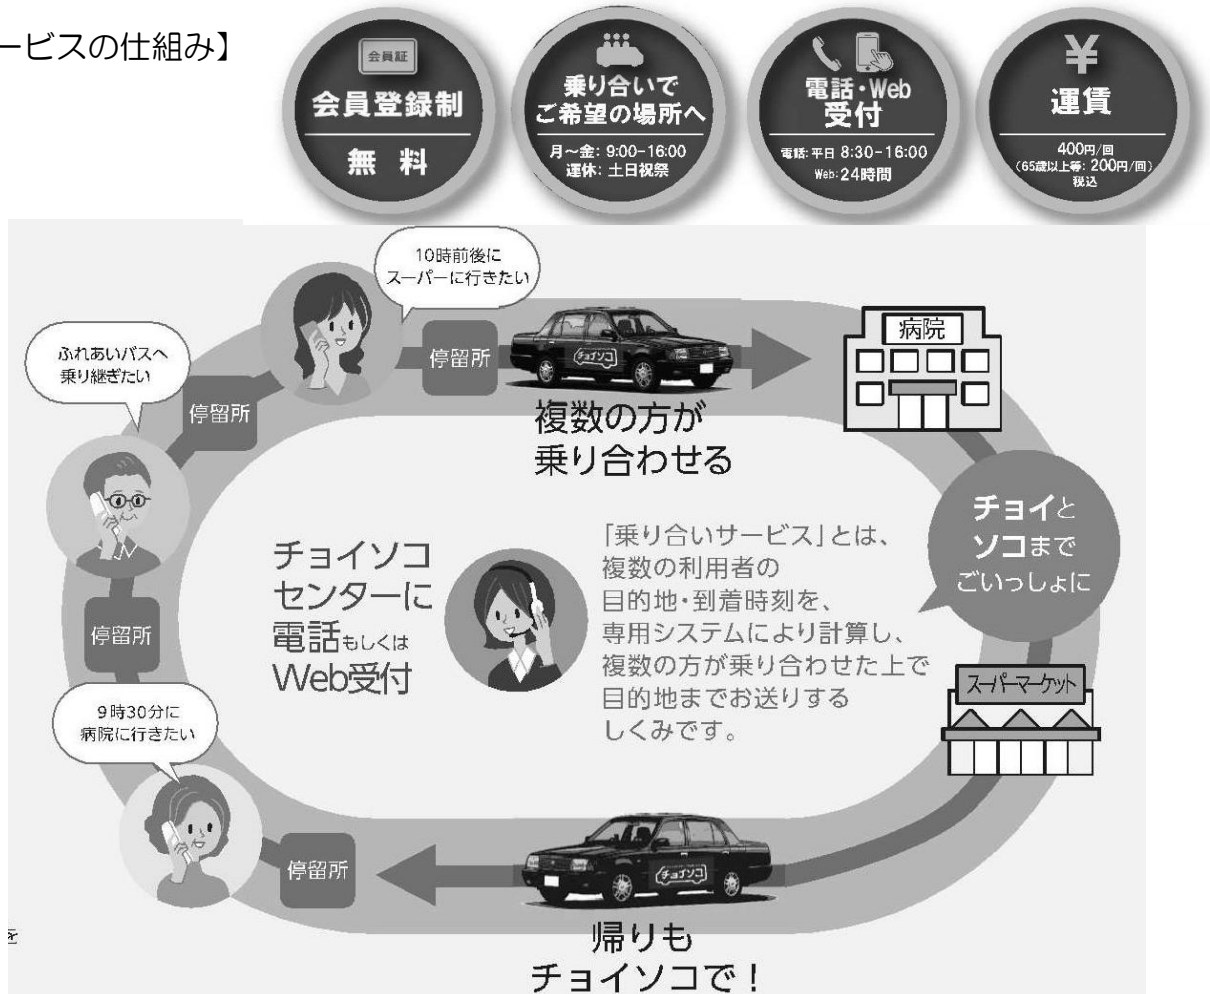 ービスの仕組み】
会員証
会員登録制
無 料
乗り合いで
ご希望の場所へ
月～金: 9:00-16:00
運休: 土日祝祭
電話・Web
受付
電話:平日 8:30-16:00
Web:24時間
¥
運賃
400円/回
(65歳以上等: 200円/回)
税込
10時前後に
スーパーに行きたい
ふれあいバスへ
乗り継ぎたい
停留所
停留所
チョイソコ
病院
複数の方が
乗り合わせる
チョイと
ソコまで
ごいっしょに
チョイソコ
センターに
電話もしくは
Web受付
「乗り合いサービス」とは、
複数の利用者の
目的地・到着時刻を、
専用システムにより計算し、
複数の方が乗り合わせた上で
目的地までお送りする
しくみです。
停留所
スーパーマーケット
9時30分に
病院に行きたい
停留所
チョイソコ
帰りも
チョイソコで！
を